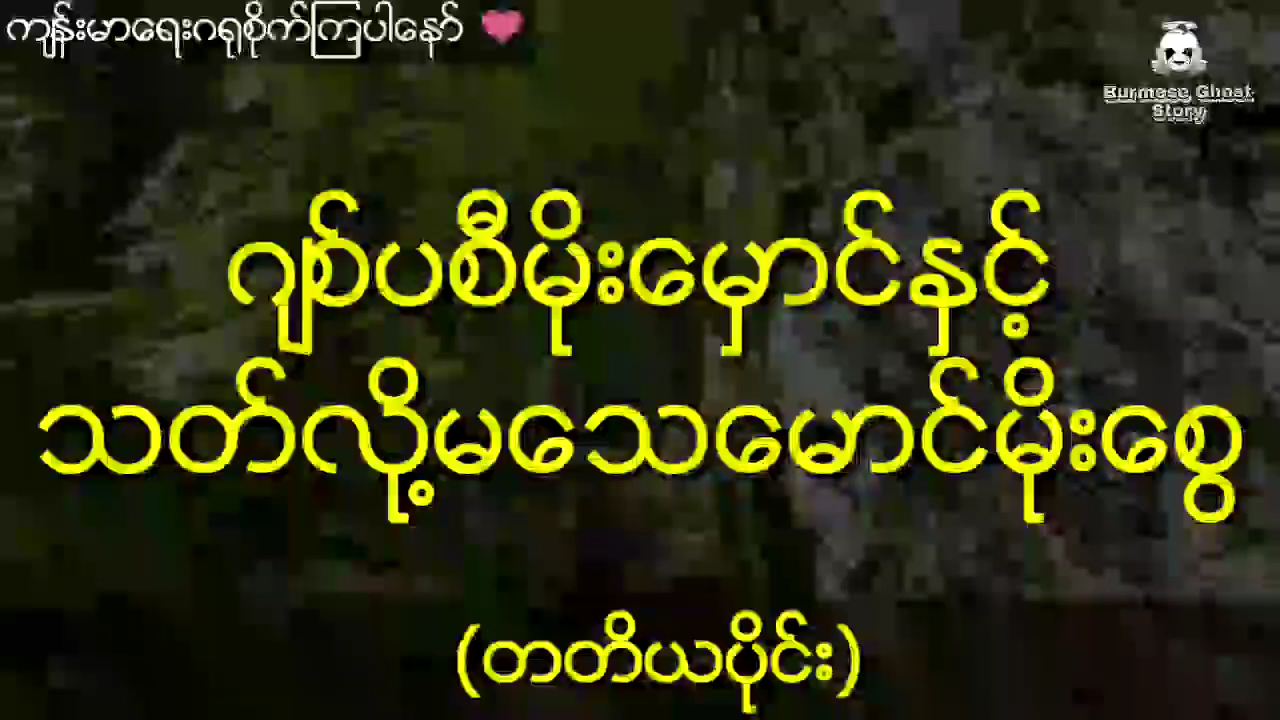 ကျန်းမာရေးဂရုစိုက်ကြပါနော် 💗
Burmese Ghost
Story
ဂျစ်ပစီမိုးမှောင်နှင့်
သတ်လို့မသေမောင်မိုးစွေ
(တတိယပိုင်း)